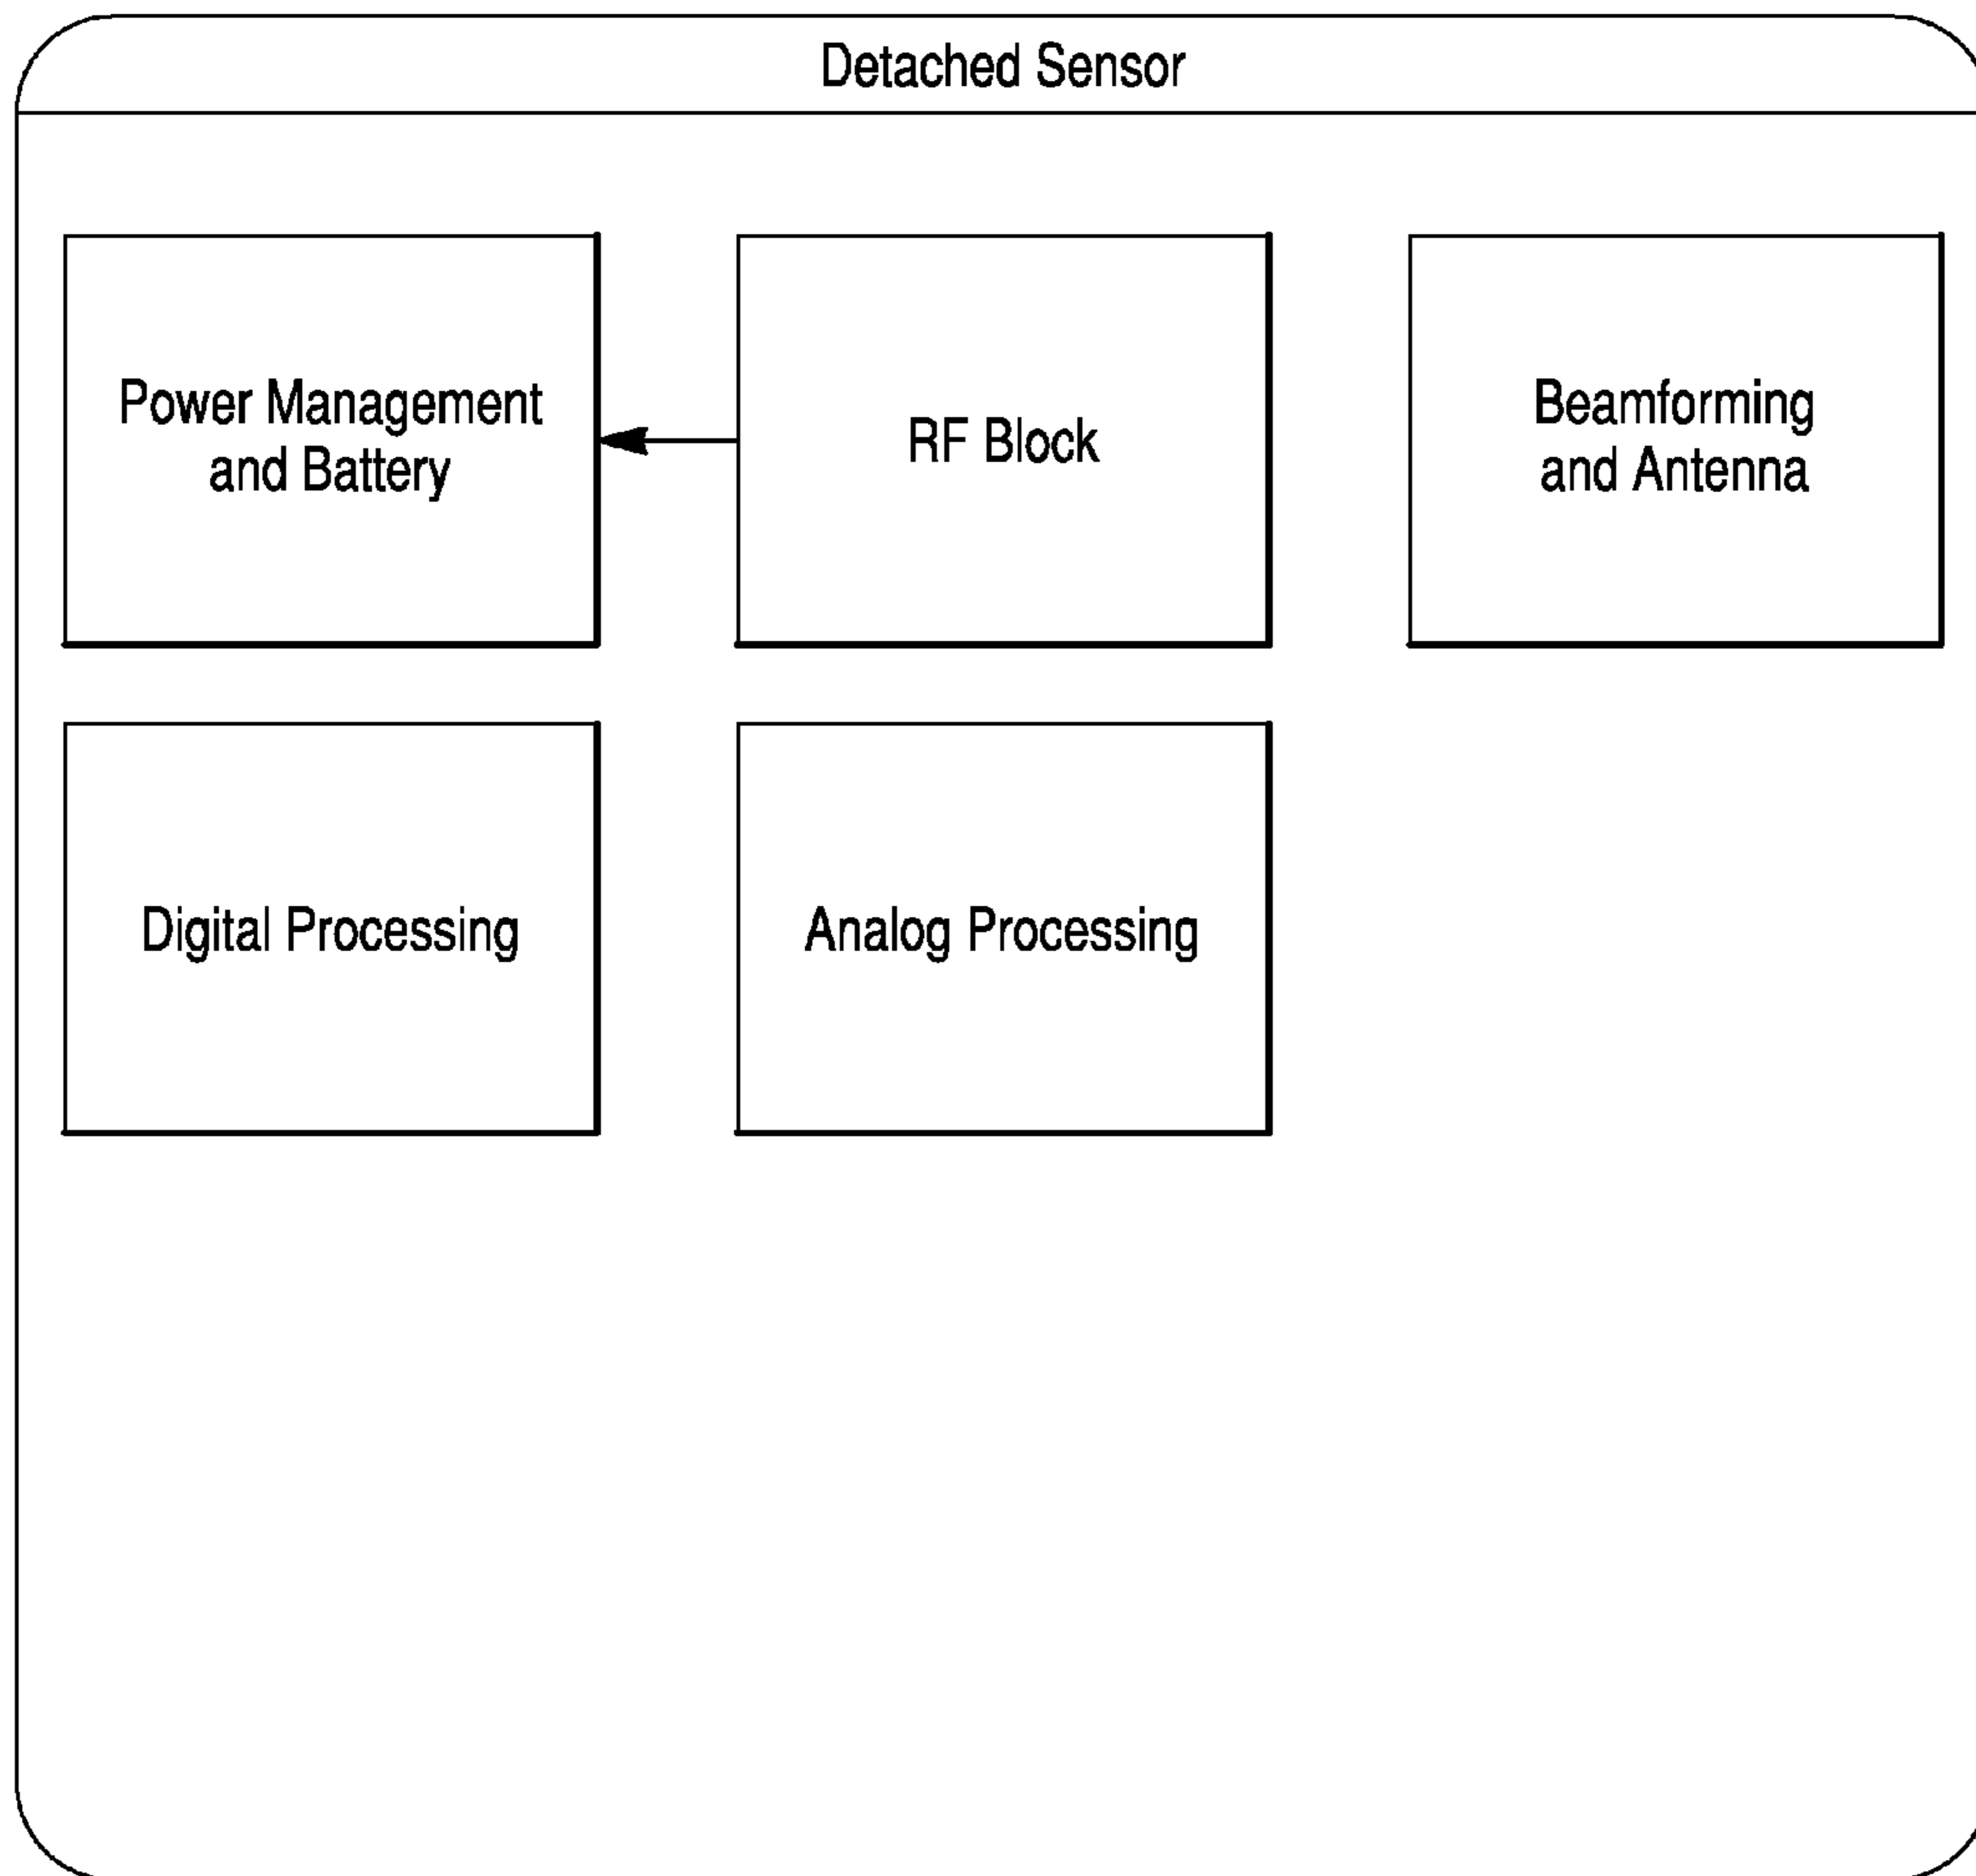 Detached Sensor
Power Management
and Battery
RF Block
Beamforming
and Antenna
Digital Processing
Analog Processing